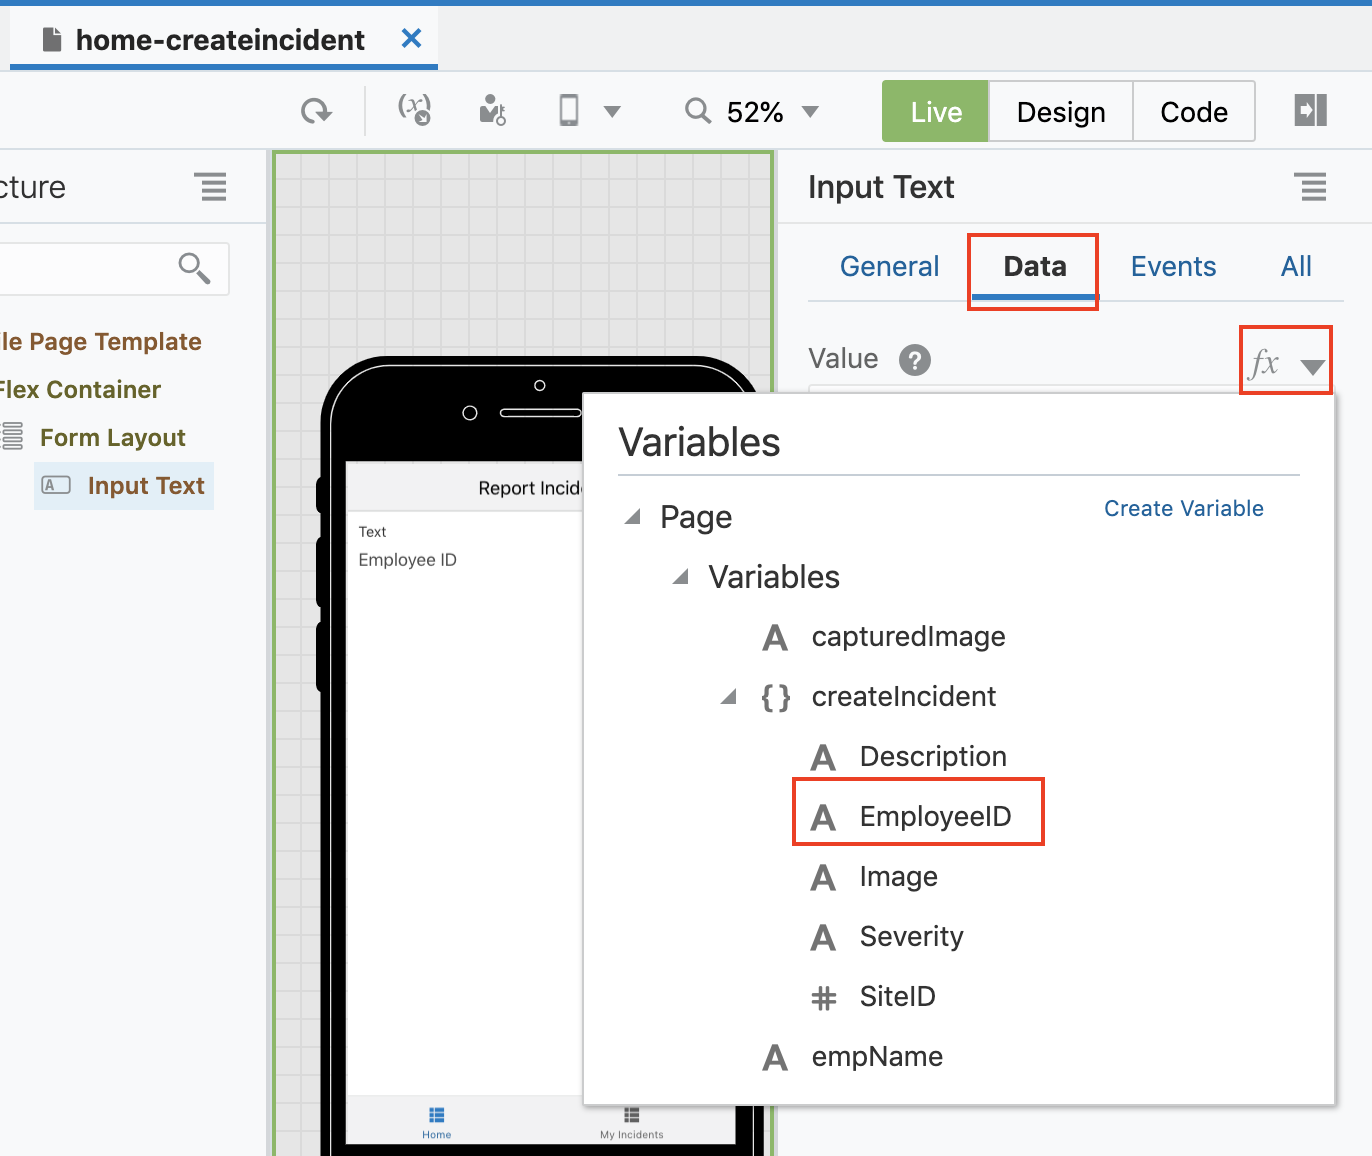 home-createincident
(x)
52%
Live
Design
Code
cture
Input Text
General
Data
Events
All
le Page Template
Flex Container
Form Layout
A
Input Text
Value
?
fx
Report Incid
Text
Employee ID
Home
My Incidents
Variables
Page
Create Variable
Variables
A capturedImage
{} createIncident
A Description
A EmployeeID
A Image
A Severity
# SiteID
A empName